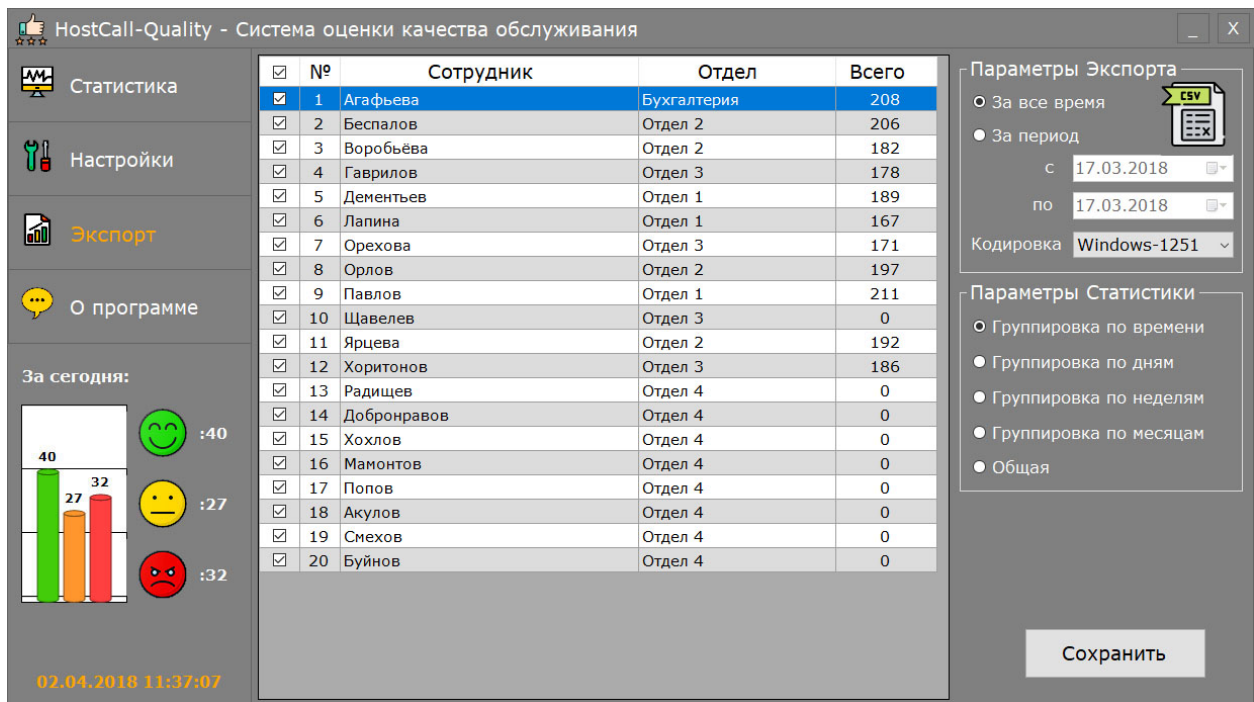 HostCall-Quality - Система оценки качества обслуживания _ X
Статистика
Настройки
Экспорт
О программе
За сегодня:
40
27
32
:40
:27
:32
02.04.2018 11:37:07
№ Сотрудник Отдел Всего
1 Агафьева Бухгалтерия 208
2 Беспалов Отдел 2 206
3 Воробьёва Отдел 2 182
4 Гаврилов Отдел 3 178
5 Дементьев Отдел 1 189
6 Лапина Отдел 1 167
7 Орехова Отдел 3 171
8 Орлов Отдел 2 197
9 Павлов Отдел 1 211
10 Щавелев Отдел 3 0
11 Ярцева Отдел 2 192
12 Хоритонов Отдел 3 186
13 Радищев Отдел 4 0
14 Добронравов Отдел 4 0
15 Хохлов Отдел 4 0
16 Мамонтов Отдел 4 0
17 Попов Отдел 4 0
18 Акулов Отдел 4 0
19 Смехов Отдел 4 0
20 Буйнов Отдел 4 0
Параметры Экспорта
За все время
CSV
За период
с 17.03.2018
по 17.03.2018
Кодировка Windows-1251
Параметры Статистики
Группировка по времени
Группировка по дням
Группировка по неделям
Группировка по месяцам
Общая
Сохранить